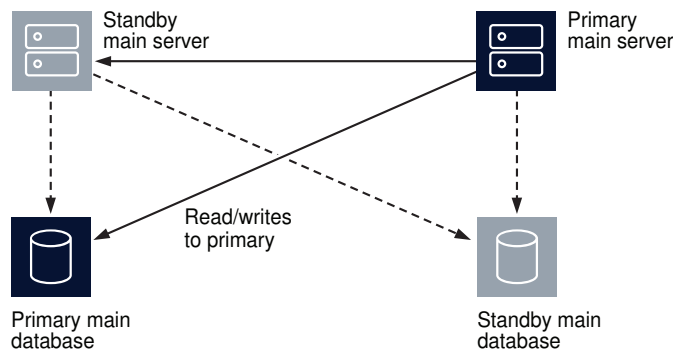 Standby
main server
Primary
main server
Read/writes
to primary
Primary main
database
Standby main
database